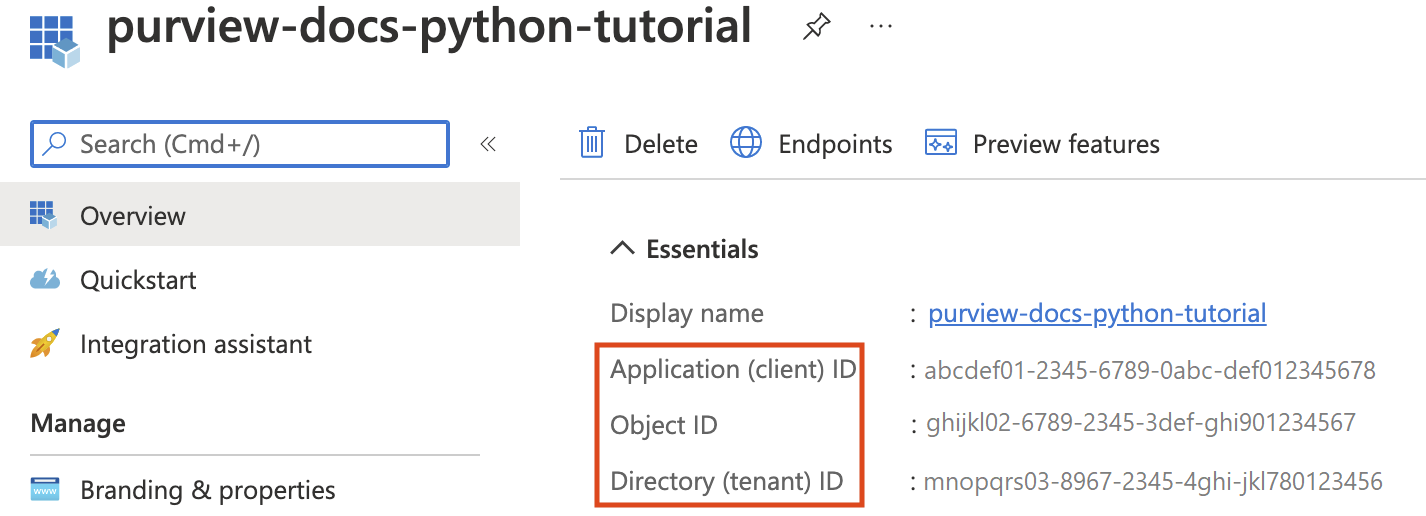 purview-docs-python-tutorial ...
Search (Cmd+/) «
Delete Endpoints Preview features
Overview
Quickstart
Integration assistant
Manage
Branding & properties
www
Essentials
Display name : purview-docs-python-tutorial
Application (client) ID : abcdef01-2345-6789-0abc-def012345678
Object ID : ghijkl02-6789-2345-3def-ghi901234567
Directory (tenant) ID : mnopqrs03-8967-2345-4ghi-jkl780123456